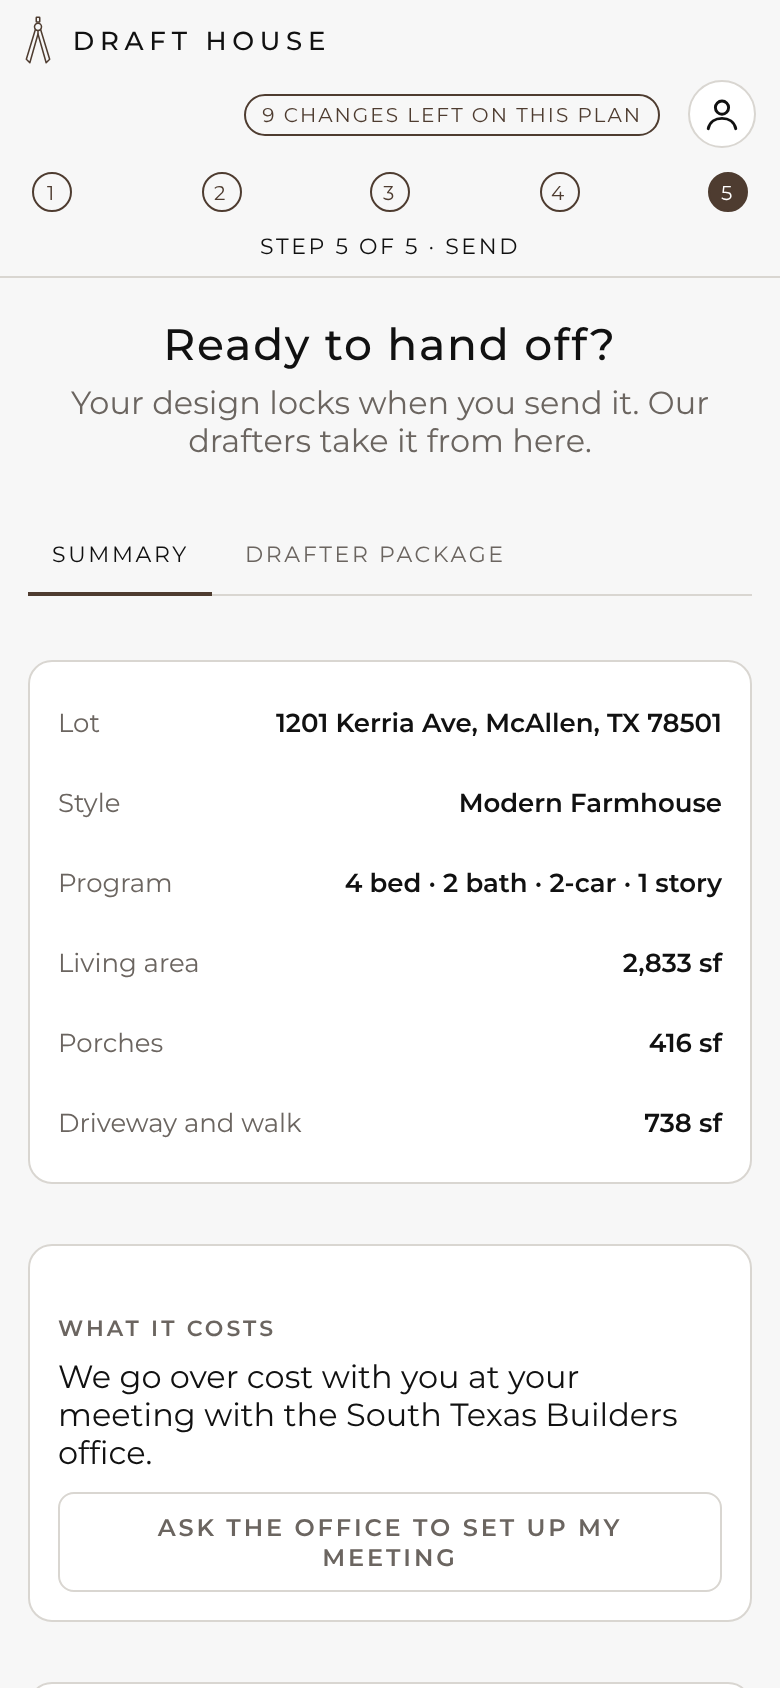 DRAFT HOUSE
9 CHANGES LEFT ON THIS PLAN
1 2 3 4 5
STEP 5 OF 5 · SEND
Ready to hand off?
Your design locks when you send it. Our
drafters take it from here.
SUMMARY DRAFTER PACKAGE
Lot 1201 Kerria Ave, McAllen, TX 78501
Style Modern Farmhouse
Program 4 bed · 2 bath · 2-car · 1 story
Living area 2,833 sf
Porches 416 sf
Driveway and walk 738 sf
WHAT IT COSTS
We go over cost with you at your
meeting with the South Texas Builders
office.
ASK THE OFFICE TO SET UP MY
MEETING